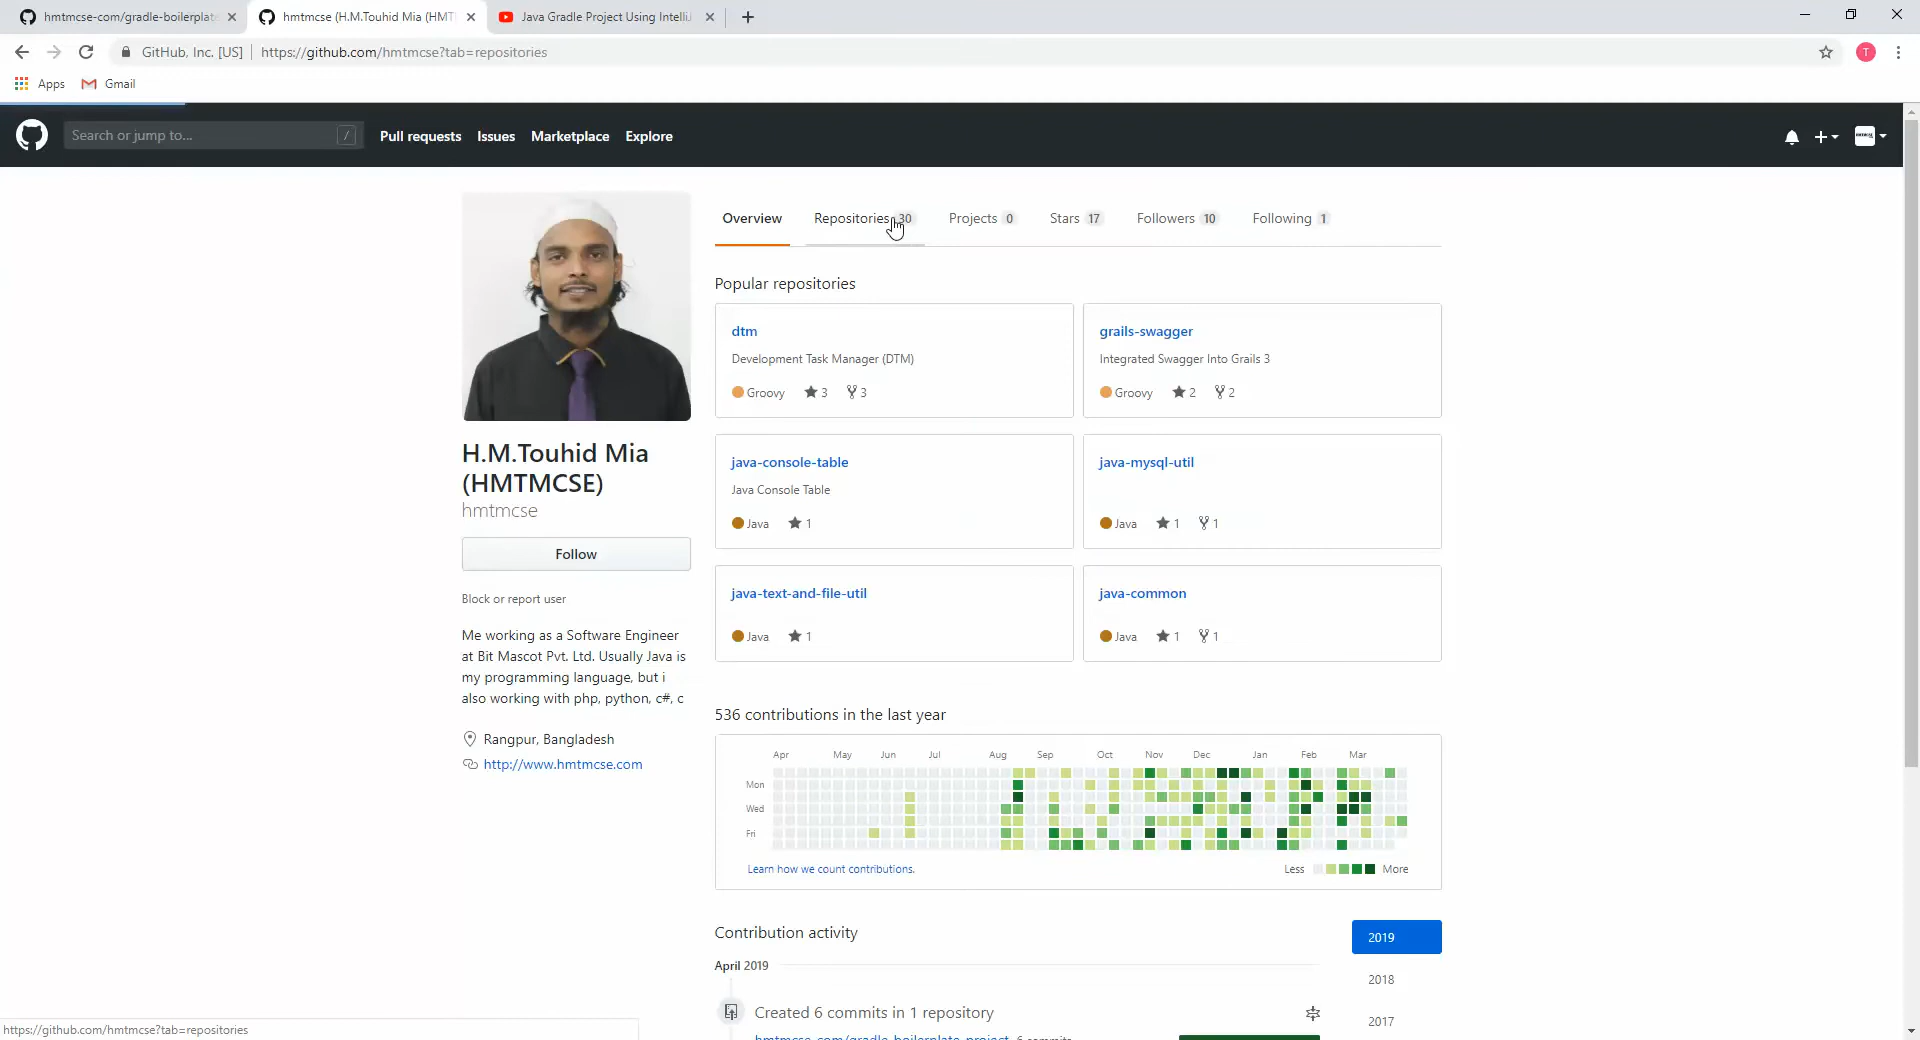 hmtmcse-com/gradle-boilerplate
hmtmcse (H.M.Touhid Mia (HMT
Java Gradle Project Using Intelli
GitHub, Inc. [US] https://github.com/hmtmcse?tab=repositories
T
Apps Gmail
Search or jump to... /
Pull requests Issues Marketplace Explore
Overview Repositories 30 Projects 0 Stars 17 Followers 10 Following 1
H.M.Touhid Mia
(HMTMCSE)
hmtmcse
Follow
Block or report user
Me working as a Software Engineer
at Bit Mascot Pvt. Ltd. Usually Java is
my programming language, but i
also working with php, python, c#, c
Rangpur, Bangladesh
http://www.hmtmcse.com
Popular repositories
dtm
Development Task Manager (DTM)
Groovy 3 3
grails-swagger
Integrated Swagger Into Grails 3
Groovy 2 2
java-console-table
Java Console Table
Java 1
java-mysql-util
Java 1 1
java-text-and-file-util
Java 1
java-common
Java 1 1
536 contributions in the last year
Apr May Jun Jul Aug Sep Oct Nov Dec Jan Feb Mar
Mon
Wed
Fri
Learn how we count contributions.
Less More
Contribution activity
2019
2018
2017
April 2019
Created 6 commits in 1 repository
hmtmcse-com/gradle-boilerplate-project 6 commits
https://github.com/hmtmcse?tab=repositories